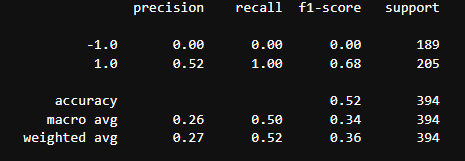 precision recall f1-score support
-1.0 0.00 0.00 0.00 189
1.0 0.52 1.00 0.68 205
accuracy 0.52 394
macro avg 0.26 0.50 0.34 394
weighted avg 0.27 0.52 0.36 394